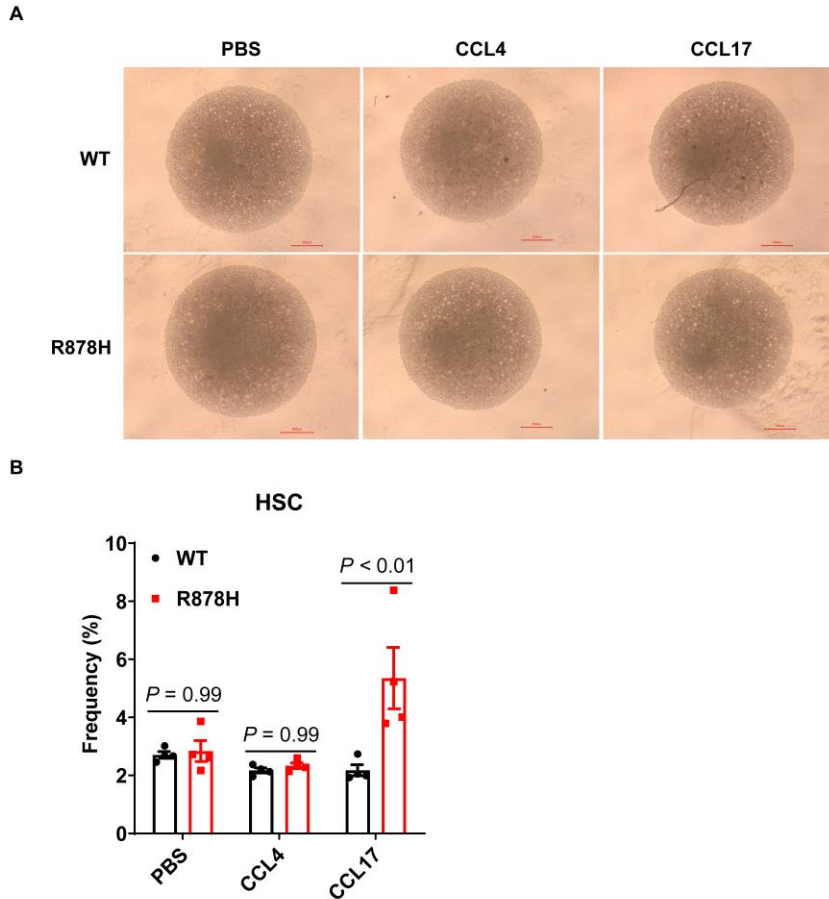 A
PBS CCL4 CCL17
WT
R878H
B
HSC
10
8
6
4
2
0
Frequency (%)
WT
R878H
P = 0.99
P = 0.99
P < 0.01
PBS
CCL4
CCL17